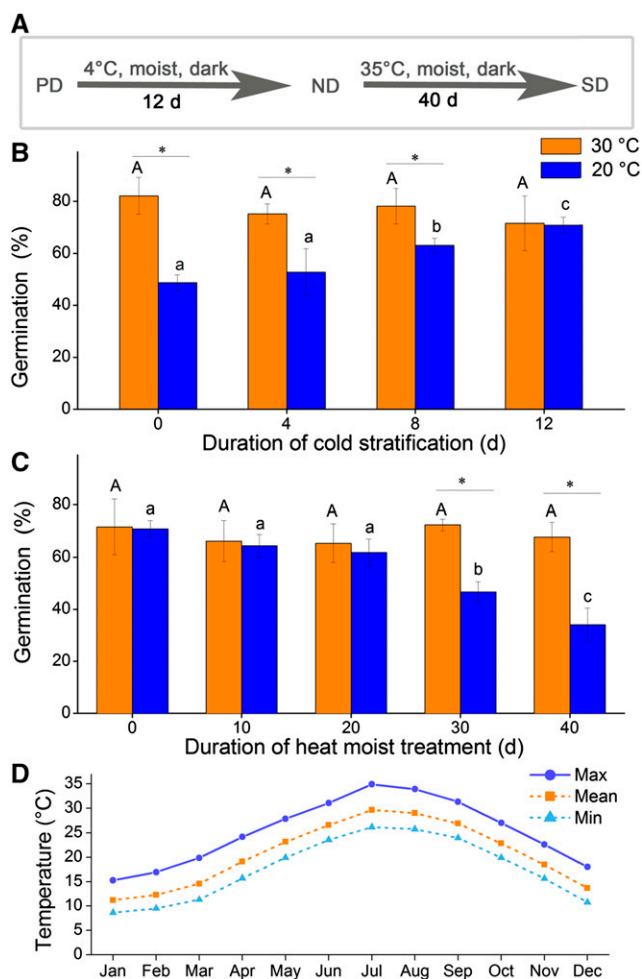 A
PD 4°C, moist, dark ND 35°C, moist, dark SD
12 d 40 d
B
30 °C
20 °C
* * *
A A A A
a a b c
Germination (%)
80
60
40
20
0
0 4 8 12
Duration of cold stratification (d)
C
* *
A A A A A
a a a b c
Germination (%)
80
60
40
20
0
0 10 20 30 40
Duration of heat moist treatment (d)
D
Max
Mean
Min
Temperature (°C)
35
30
25
20
15
10
5
0
Jan Feb Mar Apr May Jun Jul Aug Sep Oct Nov Dec